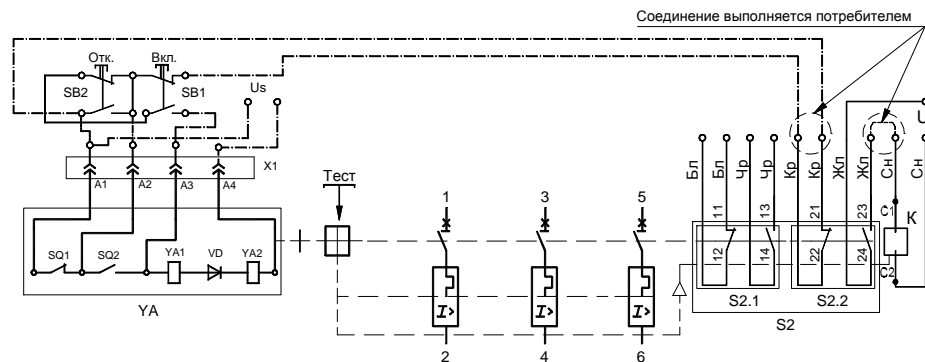 Соединение выполняется потребителем
Отк.
Вкл.
SB2
SB1
Us
U
X1
A1
A2
A3
A4
Тест
1
3
5
Бл
Бл
Чр
Чр
Кр
Кр
Жл
Жл
Сн
Сн
11
13
21
23
C1
К
SQ1
SQ2
YA1
VD
YA2
12
14
22
24
C2
I>
I>
I>
YA
S2.1
S2.2
S2
2
4
6